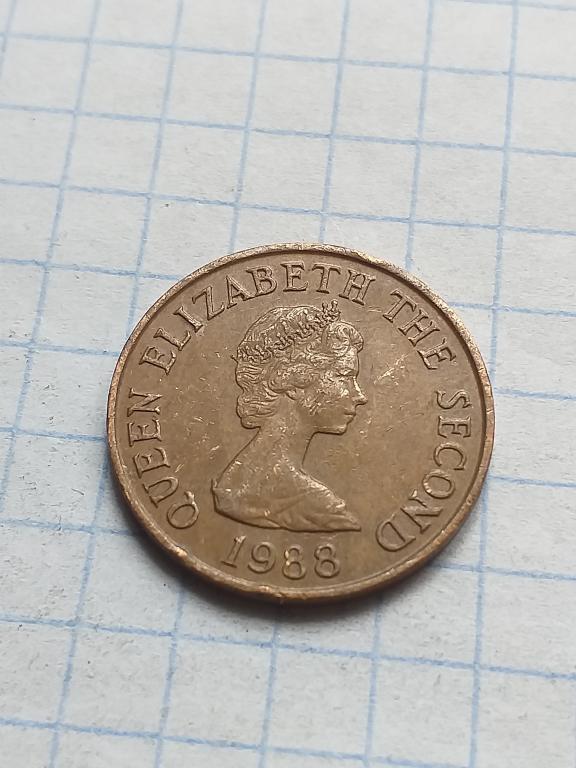 QUEEN ELIZABETH THE SECOND
1988